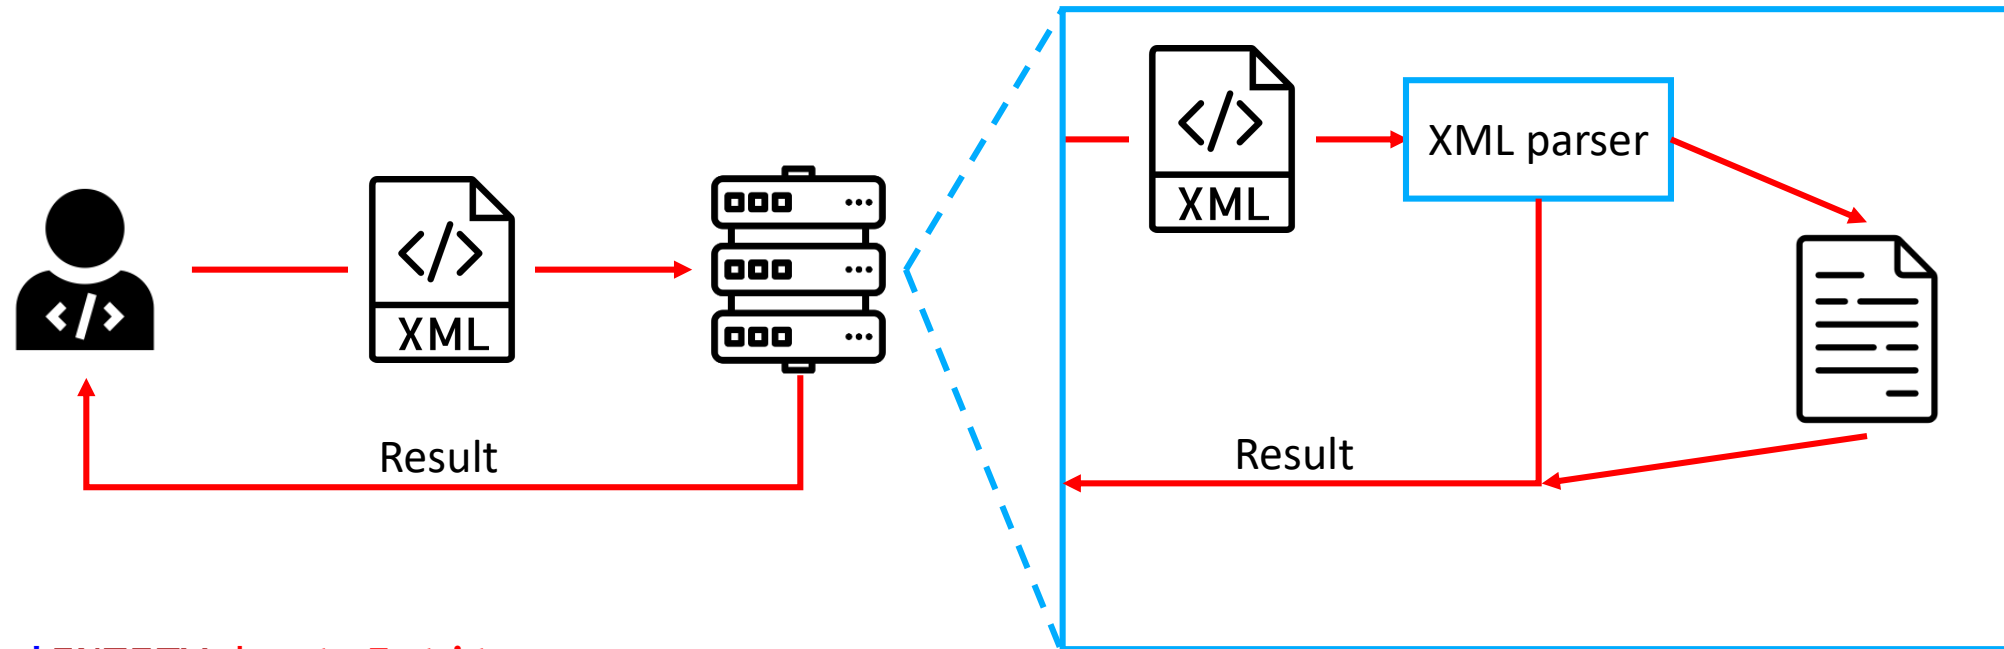 </>
XML
</>
Result
</>
XML
XML parser
Result